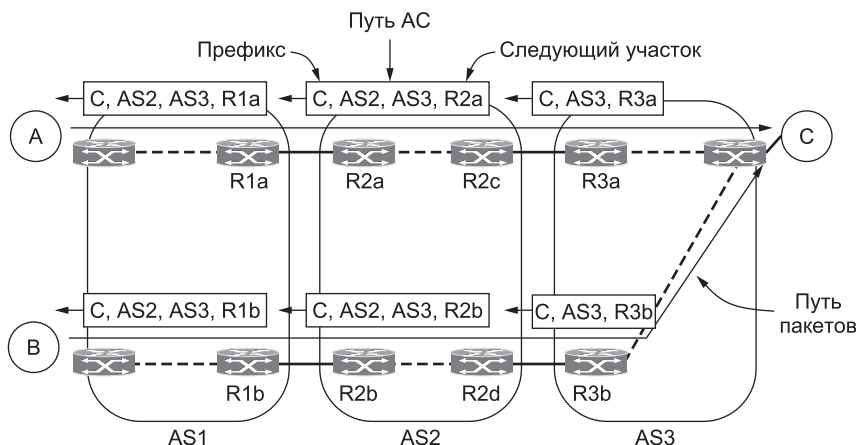 Путь АС
Префикс
Следующий участок
C, AS2, AS3, R1a
C, AS2, AS3, R2a
C, AS3, R3a
A
C
R1a
R2a
R2c
R3a
C, AS2, AS3, R1b
C, AS2, AS3, R2b
C, AS3, R3b
Путь
пакетов
B
R1b
R2b
R2d
R3b
AS1
AS2
AS3